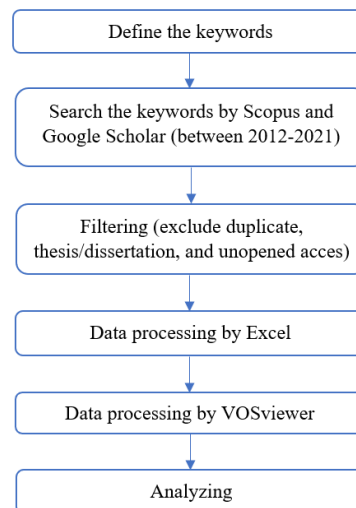 Define the keywords
Search the keywords by Scopus and
Google Scholar (between 2012-2021)
Filtering (exclude duplicate,
thesis/dissertation, and unopened acces)
Data processing by Excel
Data processing by VOSviewer
Analyzing